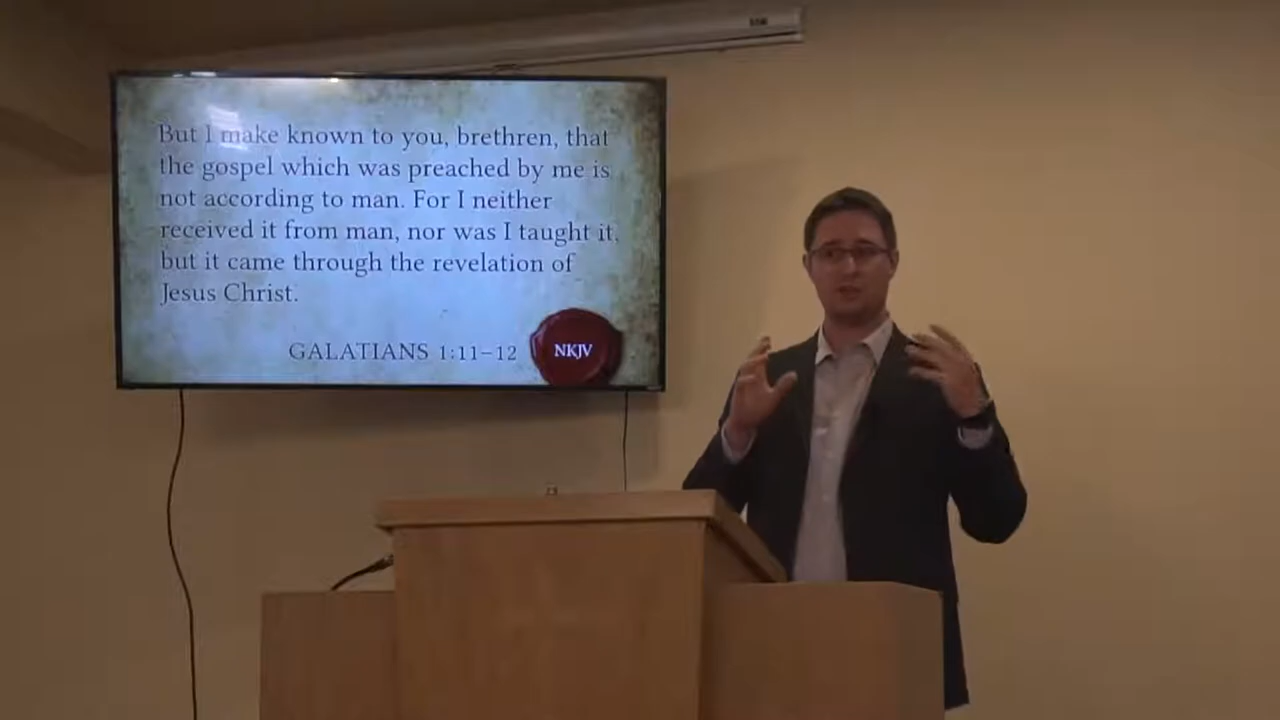 But I make known to you, brethren, that
the gospel which was preached by me is
not according to man. For I neither
received it from man, nor was I taught it,
but it came through the revelation of
Jesus Christ.
GALATIANS 1:11–12
NKJV